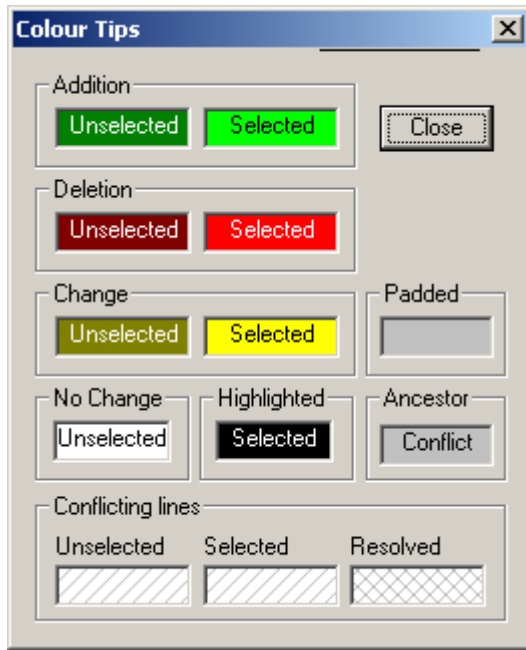 Colour Tips
Addition
Unselected Selected
Close
Deletion
Unselected Selected
Change
Unselected Selected
Padded
No Change Highlighted Ancestor
Unselected Selected Conflict
Conflicting lines
Unselected Selected Resolved